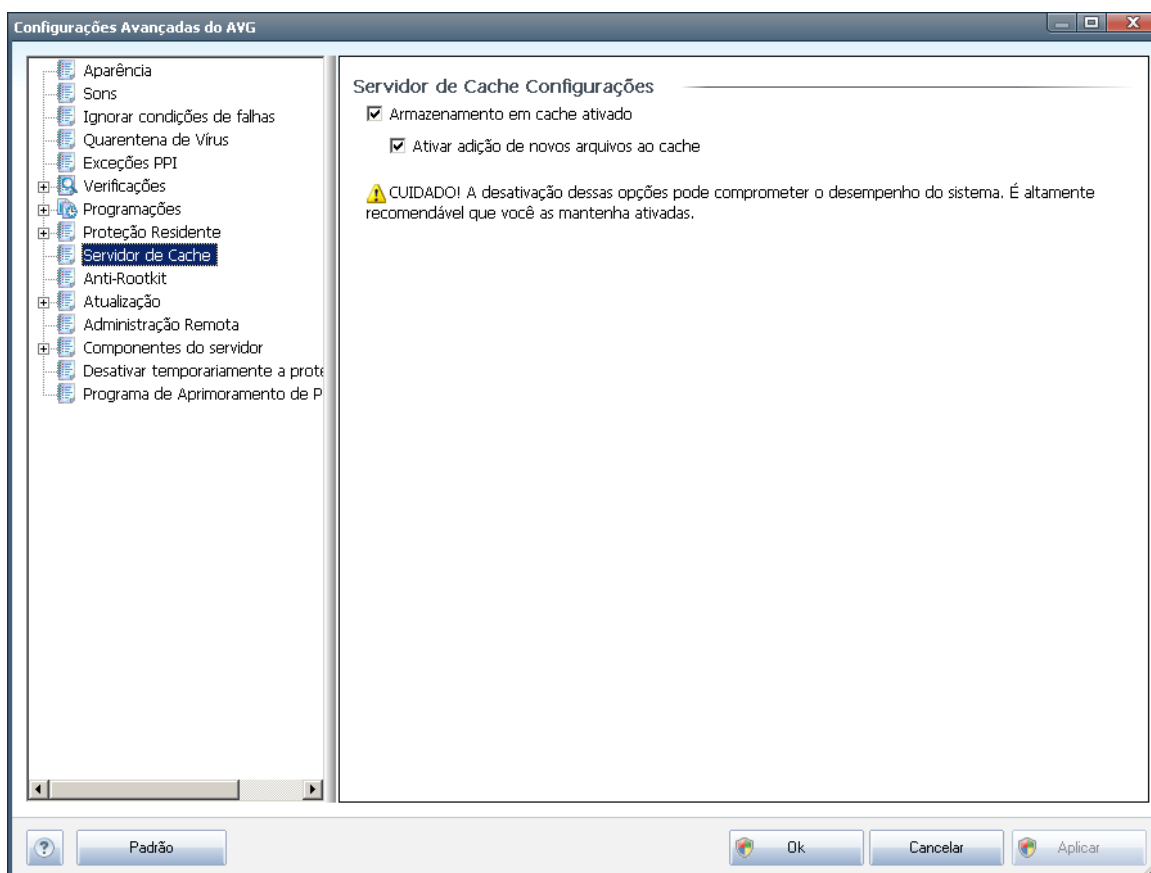 Configurações Avançadas do AVG
Aparência
Sons
Ignorar condições de falhas
Quarentena de Vírus
Exceções PPI
Verificações
Programações
Proteção Residente
Servidor de Cache
Anti-Rootkit
Atualização
Administração Remota
Componentes do servidor
Desativar temporariamente a prote
Programa de Aprimoramento de P
Servidor de Cache Configurações
Armazenamento em cache ativado
Ativar adição de novos arquivos ao cache
CUIDADO! A desativação dessas opções pode comprometer o desempenho do sistema. É altamente
recomendável que você as mantenha ativadas.
Padrão
Ok
Cancelar
Aplicar